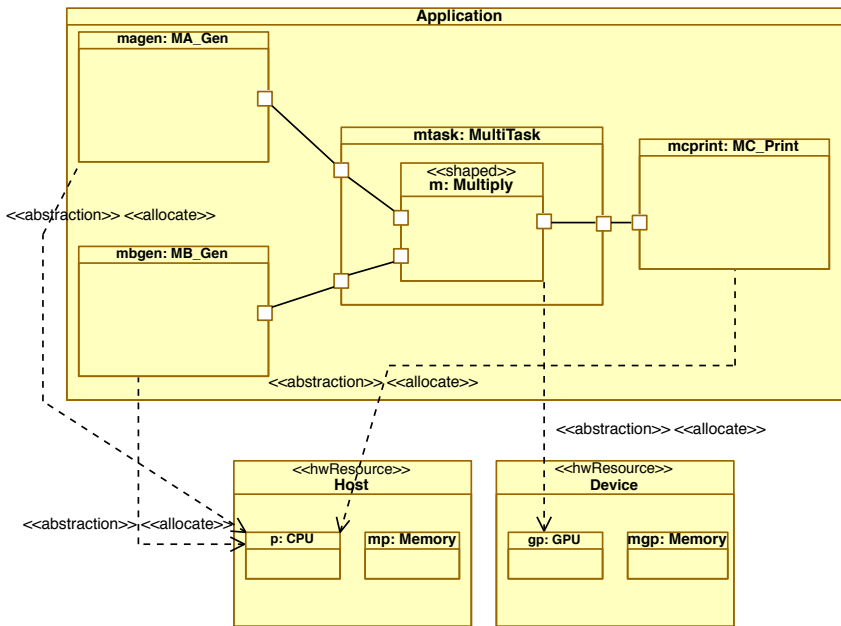 Application
magen: MA_Gen
mtask: MultiTask
mcprint: MC_Print
<<shaped>>
m: Multiply
<<abstraction>> <<allocate>>
mbgen: MB_Gen
<<abstraction>> <<allocate>>
<<abstraction>> <<allocate>>
<<hwResource>>
Host
<<hwResource>>
Device
<<abstraction>> <<allocate>>
p: CPU
mp: Memory
gp: GPU
mgp: Memory